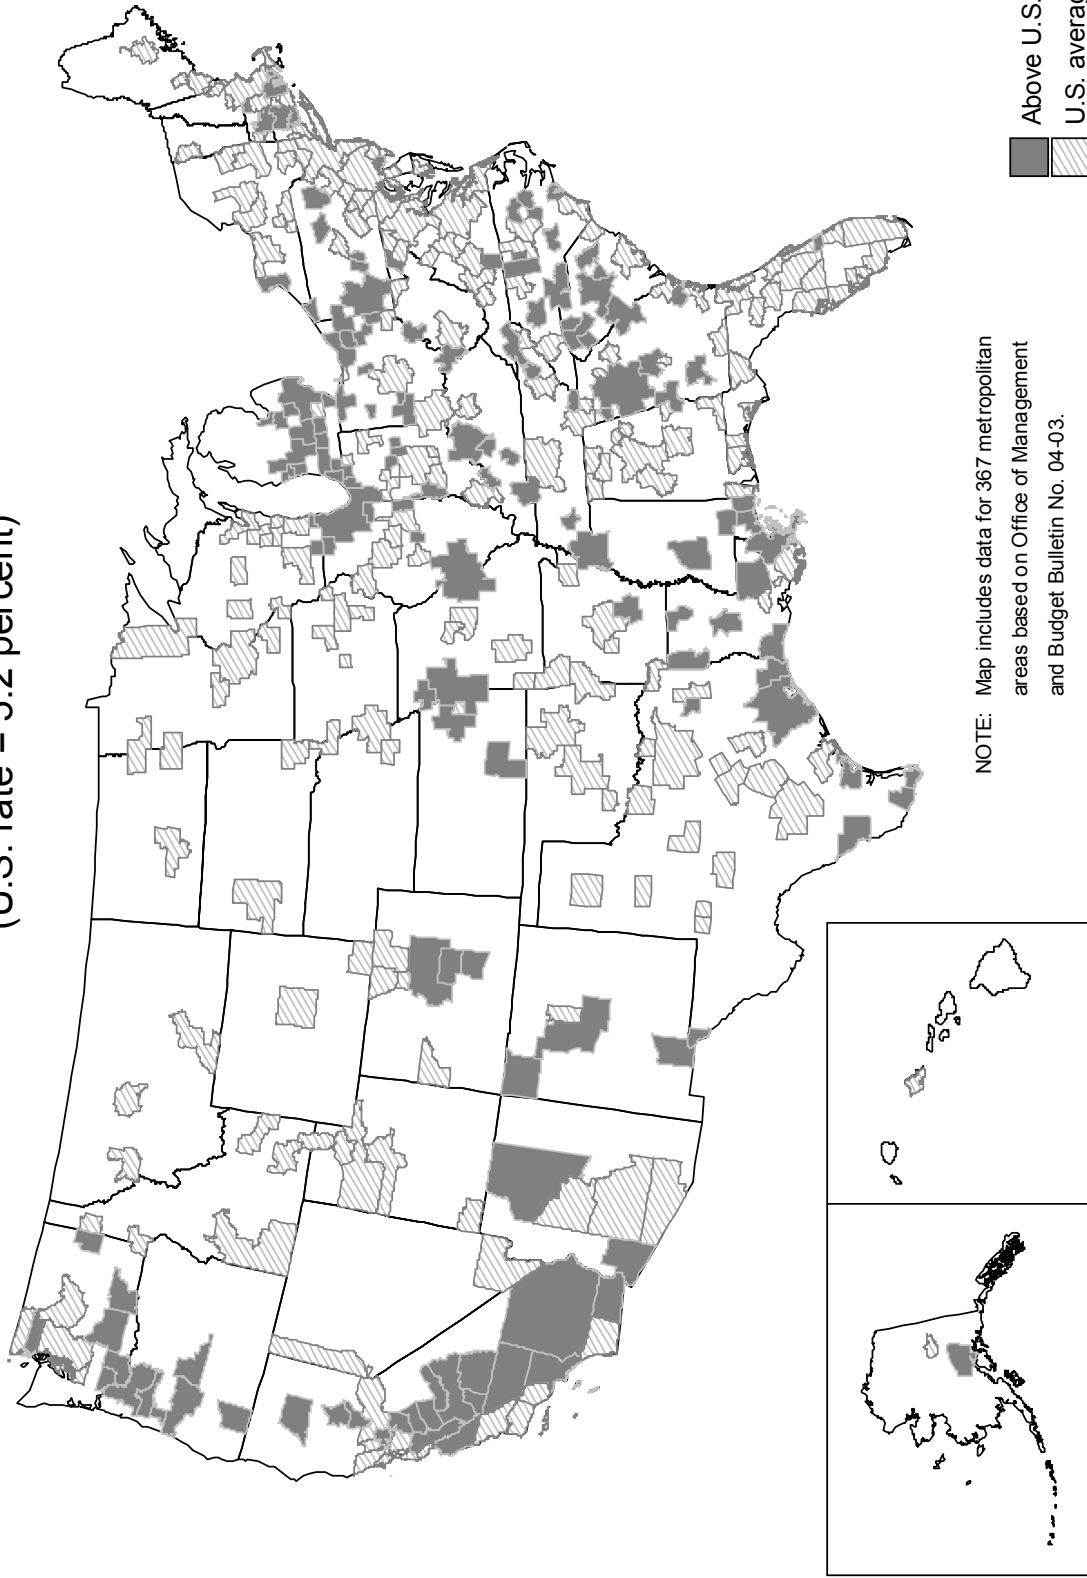 (U.S. rate = 5.2 percent)
NOTE: Map includes data for 367 metropolitan
areas based on Office of Management
and Budget Bulletin No. 04-03.
Above U.S.
U.S.